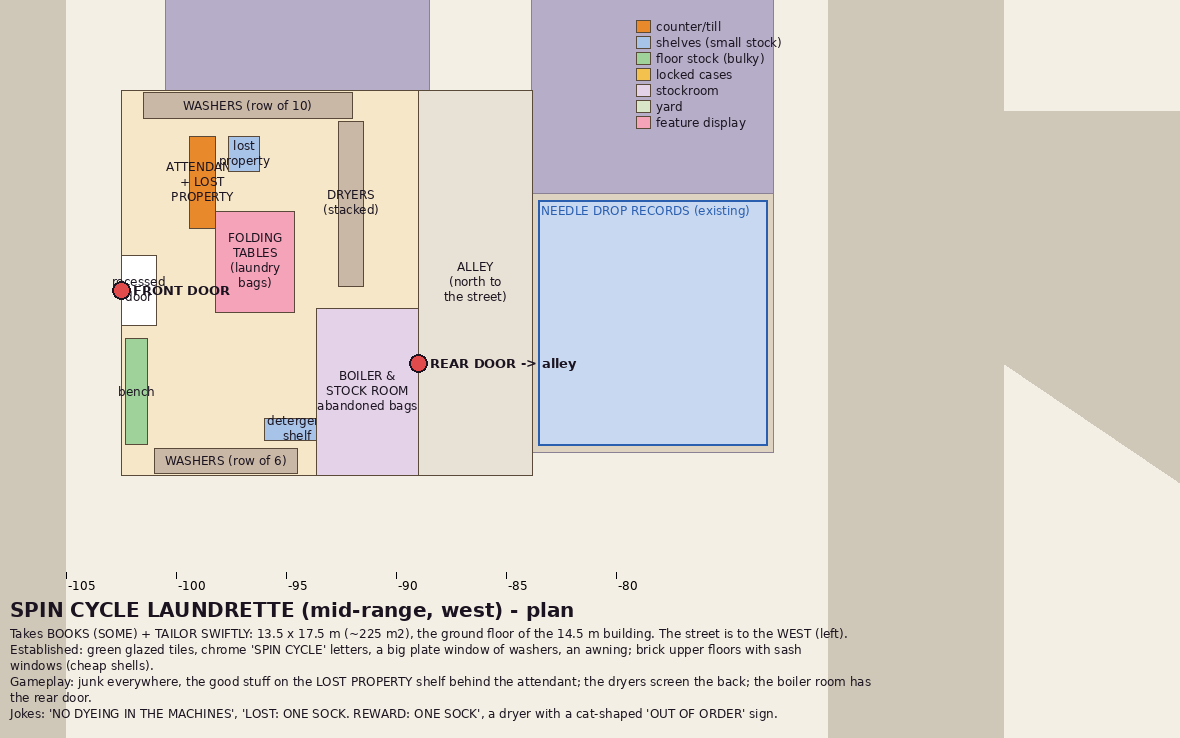 counter/till
shelves (small stock)
floor stock (bulky)
locked cases
stockroom
yard
feature display
WASHERS (row of 10)
lost
property
ATTENDAN
+ LOST
PROPERTY
DRYERS
(stacked)
FOLDING
TABLES
(laundry
bags)
recessed
door
FRONT DOOR
bench
deterger
shelf
WASHERS (row of 6)
BOILER &
STOCK ROOM
abandoned bags
ALLEY
(north to
the street)
REAR DOOR -> alley
NEEDLE DROP RECORDS (existing)
-105
-100
-95
-90
-85
-80
SPIN CYCLE LAUNDRETTE (mid-range, west) - plan
Takes BOOKS (SOME) + TAILOR SWIFTLY: 13.5 x 17.5 m (~225 m2), the ground floor of the 14.5 m building. The street is to the WEST (left).
Established: green glazed tiles, chrome 'SPIN CYCLE' letters, a big plate window of washers, an awning; brick upper floors with sash
windows (cheap shells).
Gameplay: junk everywhere, the good stuff on the LOST PROPERTY shelf behind the attendant; the dryers screen the back; the boiler room has
the rear door.
Jokes: 'NO DYEING IN THE MACHINES', 'LOST: ONE SOCK. REWARD: ONE SOCK', a dryer with a cat-shaped 'OUT OF ORDER' sign.